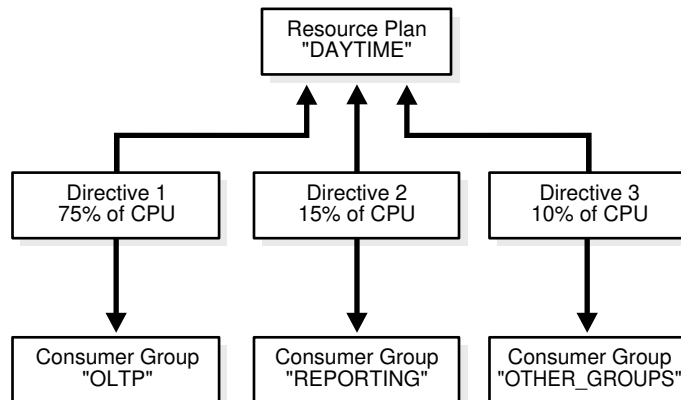 Resource Plan
"DAYTIME"
Directive 1
75% of CPU
Directive 2
15% of CPU
Directive 3
10% of CPU
Consumer Group
"OLTP"
Consumer Group
"REPORTING"
Consumer Group
"OTHER_GROUPS"